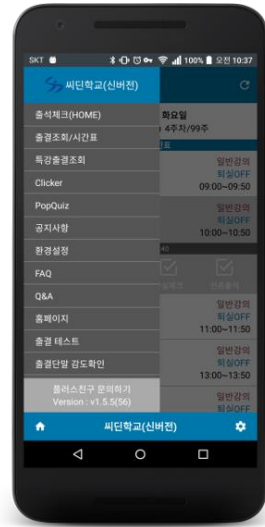 SKT
100%
오전 10:37
씨딘학교(신버전)
출석체크(HOME)
출결조회/시간표
특강출결조회
Clicker
PopQuiz
공지사항
환경설정
FAQ
Q&A
홈페이지
출결 테스트
출결단말 감도확인
플러스친구 문의하기
Version : v1.5.5(56)
화요일
4주차/99주
일반강의
퇴실OFF
09:00~09:50
일반강의
퇴실OFF
10:00~10:50
일반강의
퇴실OFF
11:00~11:50
일반강의
퇴실OFF
13:00~13:50
일반강의
퇴실OFF
씨딘학교(신버전)